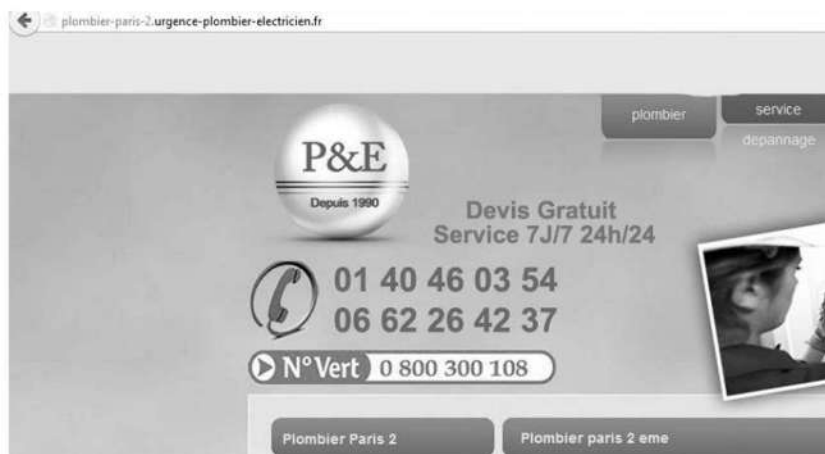 plombier-paris-2.urgence-plombier-electricien.fr
plombier
service
depannage
P&E
Depuis 1990
Devis Gratuit
Service 7J/7 24h/24
01 40 46 03 54
06 62 26 42 37
N° Vert 0 800 300 108
Plombier Paris 2
Plombier paris 2 eme